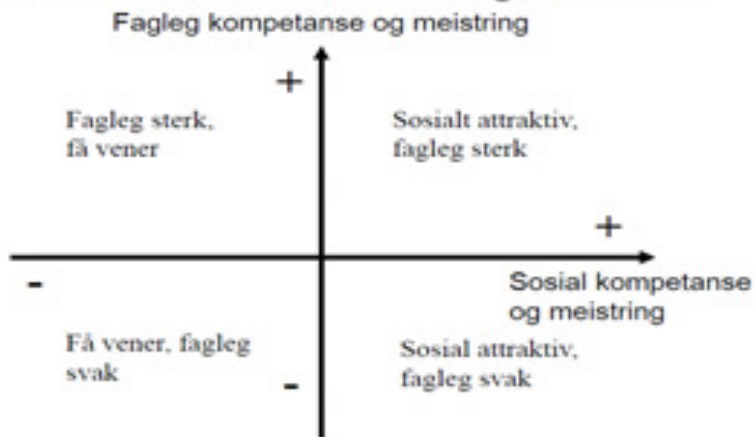 Fagleg kompetanse og meistring
+
Fagleg sterk,
få vener
Sosialt attraktiv,
fagleg sterk
+
-
Sosial kompetanse
og meistring
Få vener, fagleg
svak
Sosial attraktiv,
fagleg svak
-